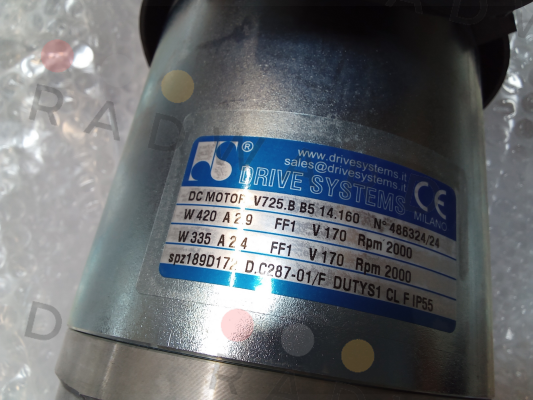 www.drivesystems.it
sales@drivesystems.it
® DRIVE SYSTEMS CE
MILANO
DC MOTOR V725.B B5 14.160 N° 486324/24
W 420 A 2.9 FF1 V 170 Rpm 2000
W 335 A 2.4 FF1 V 170 Rpm 2000
D.C287-01/F DUTYS1 CL F IP55
RADI